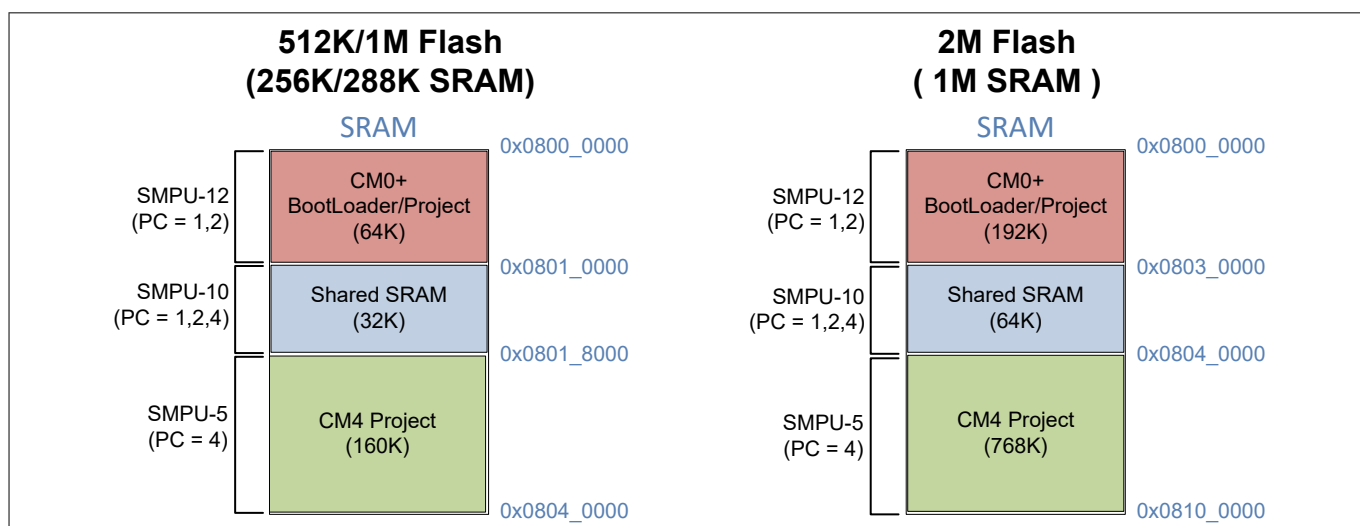 512K/1M Flash
(256K/288K SRAM)
SRAM
0x0800_0000
SMPU-12
(PC = 1,2)
CM0+
BootLoader/Project
(64K)
0x0801_0000
SMPU-10
(PC = 1,2,4)
Shared SRAM
(32K)
0x0801_8000
SMPU-5
(PC = 4)
CM4 Project
(160K)
0x0804_0000
2M Flash
( 1M SRAM )
SRAM
0x0800_0000
SMPU-12
(PC = 1,2)
CM0+
BootLoader/Project
(192K)
0x0803_0000
SMPU-10
(PC = 1,2,4)
Shared SRAM
(64K)
0x0804_0000
SMPU-5
(PC = 4)
CM4 Project
(768K)
0x0810_0000